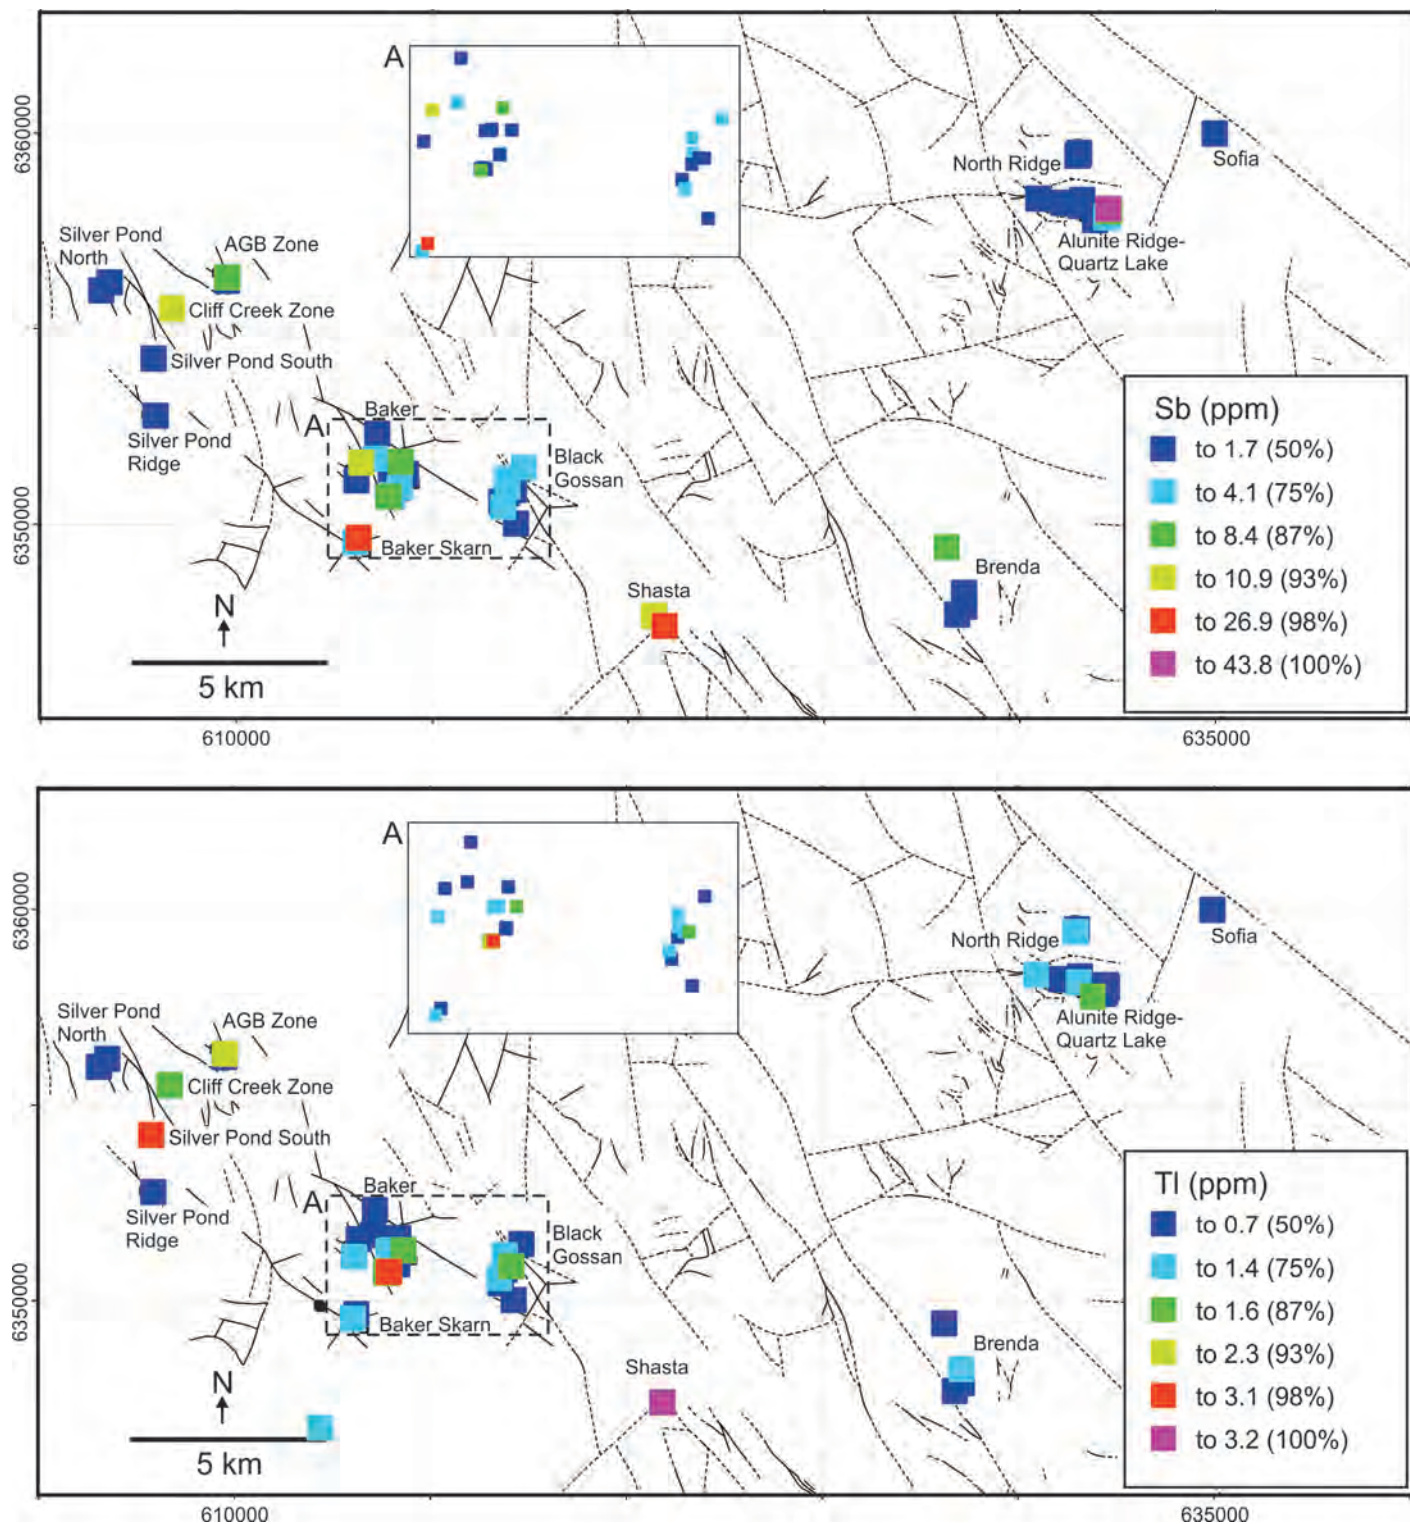 A
6360000
North Ridge
Sofia
Silver Pond
North
AGB Zone
Alunite Ridge-
Quartz Lake
Cliff Creek Zone
Silver Pond South
Sb (ppm)
to 1.7 (50%)
to 4.1 (75%)
to 8.4 (87%)
to 10.9 (93%)
to 26.9 (98%)
to 43.8 (100%)
Baker
A
Silver Pond
Ridge
Black
Gossan
6350000
Baker Skarn
Brenda
Shasta
N
5 km
610000
635000
A
6360000
North Ridge
Sofia
Silver Pond
North
AGB Zone
Alunite Ridge-
Quartz Lake
Cliff Creek Zone
Silver Pond South
Tl (ppm)
to 0.7 (50%)
to 1.4 (75%)
to 1.6 (87%)
to 2.3 (93%)
to 3.1 (98%)
to 3.2 (100%)
Baker
A
Silver Pond
Ridge
Black
Gossan
6350000
Baker Skarn
Brenda
Shasta
N
5 km
610000
635000